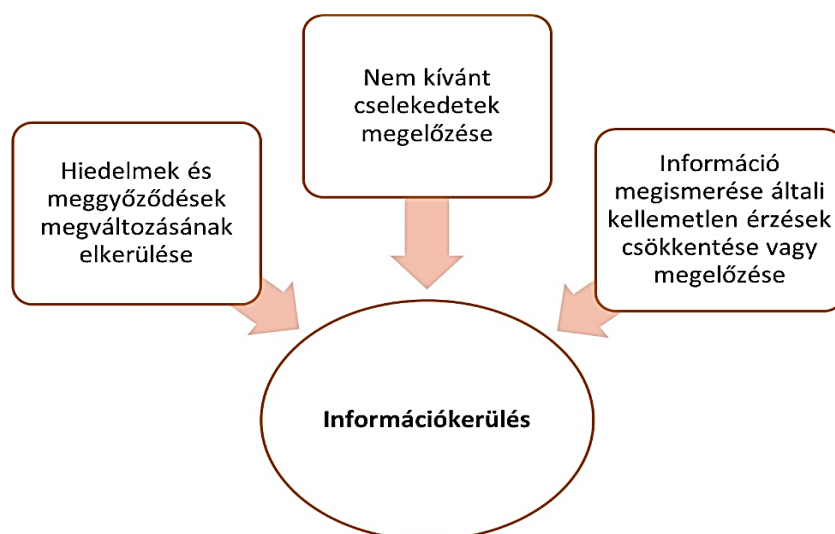 Nem kívánt
cselekedetek
megelőzése
Hiedelmek és
meggyőződések
megváltozásának
elkerülése
Információ
megismerése általi
kellemetlen érzések
csökkentése vagy
megelőzése
Információkerülés